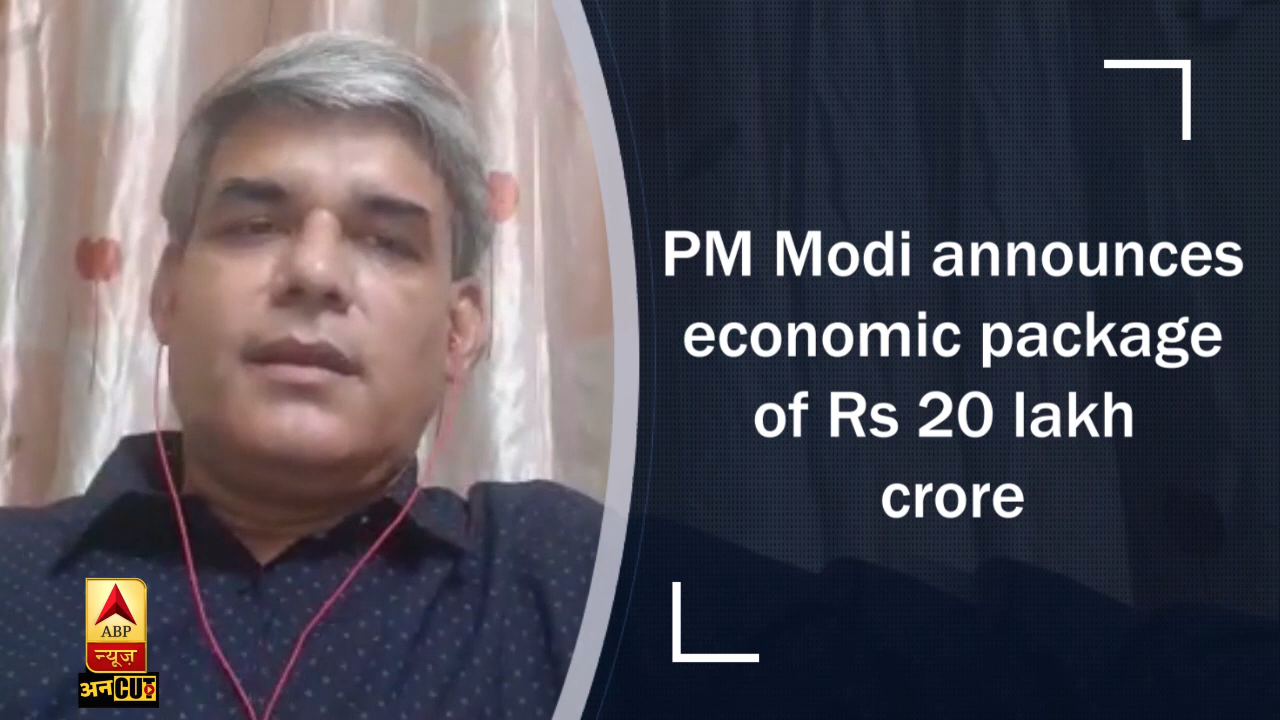 PM Modi announces
economic package
of Rs 20 lakh
crore
ABP
न्यूज़
अनCUT